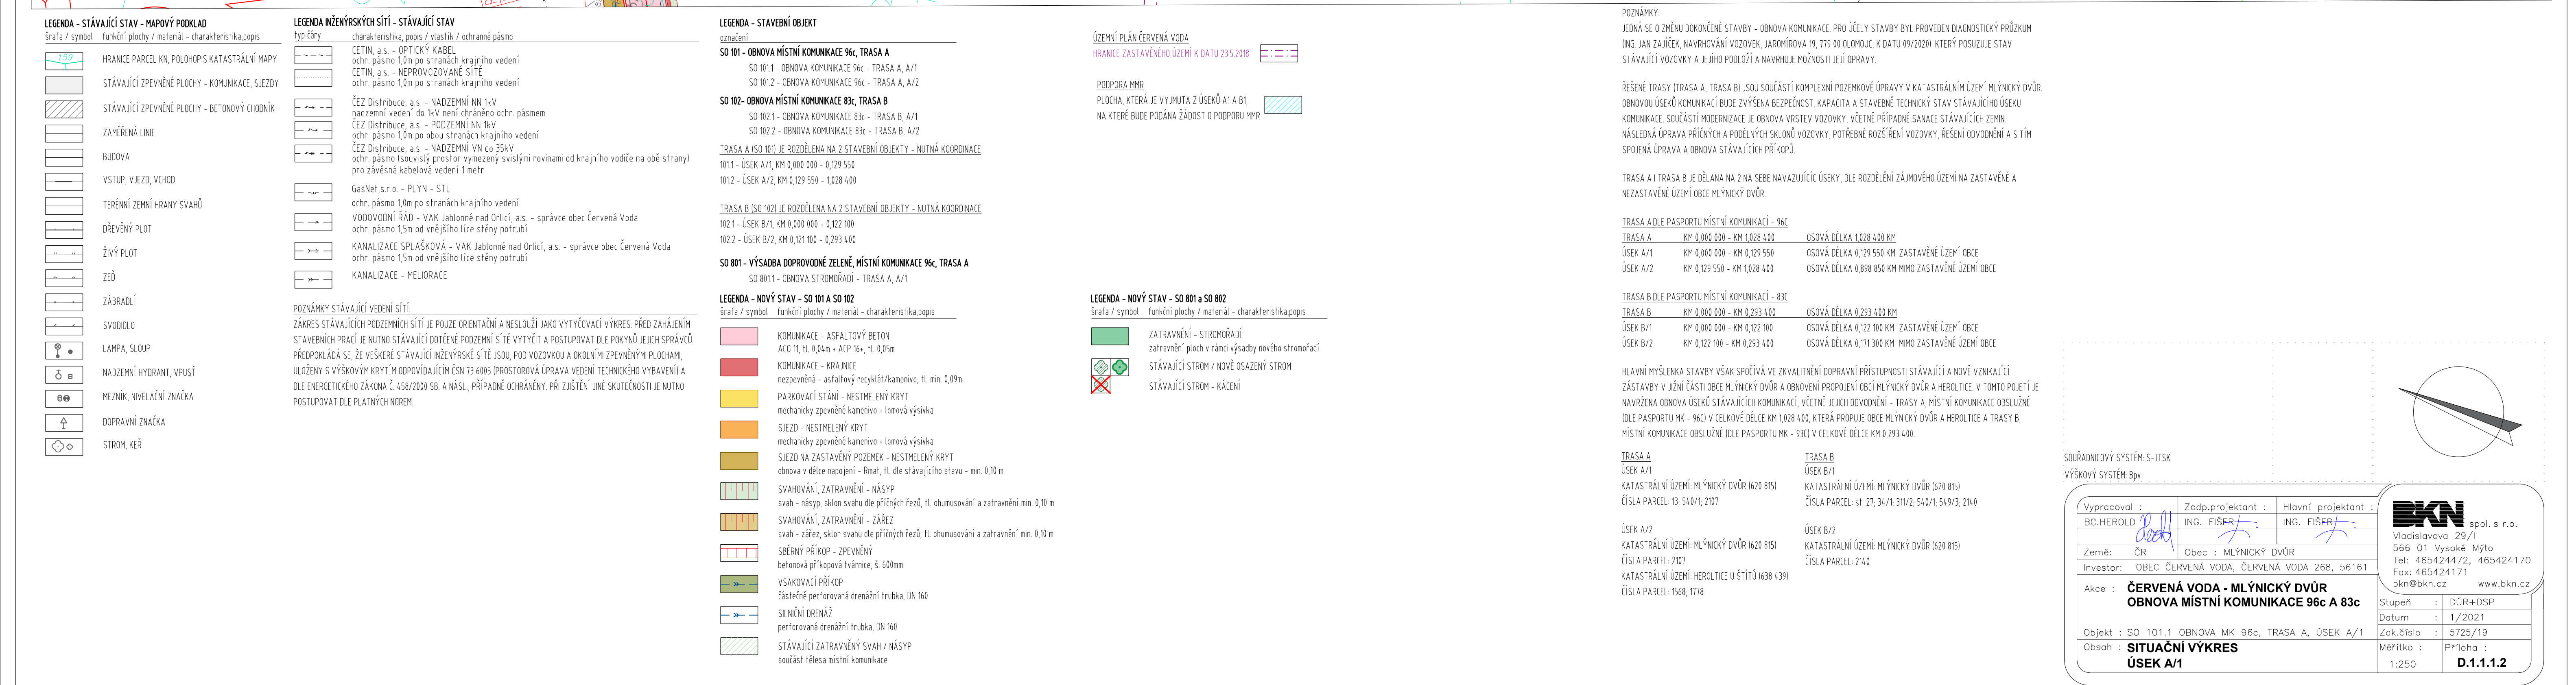 LEGENDA - STÁVAJÍCÍ STAV - MAPOVÝ PODKLAD
šrafa / symbol funkční plochy / materiál - charakteristika,popis
159
HRANICE PARCEL KN, POLOHOPIS KATASTRÁLNÍ MAPY
STÁVAJÍCÍ ZPEVNĚNÉ PLOCHY - KOMUNIKACE, SJEZDY
STÁVAJÍCÍ ZPEVNĚNÉ PLOCHY - BETONOVÝ CHODNÍK
ZAMĚŘENÁ LINIE
BUDOVA
VSTUP, VJEZD, VCHOD
TERÉNNÍ ZEMNÍ HRANY SVAHŮ
DŘEVĚNÝ PLOT
ŽIVÝ PLOT
ZEĎ
ZÁBRADLÍ
SVODIDLO
LAMPA, SLOUP
NADZEMNÍ HYDRANT, VPUSŤ
MEZNÍK, NIVELAČNÍ ZNAČKA
DOPRAVNÍ ZNAČKA
STROM, KEŘ
LEGENDA INŽENÝRSKÝCH SÍTÍ - STÁVAJÍCÍ STAV
typ čáry charakteristika, popis / vlastík / ochranné pásmo
CETIN, a.s. - OPTICKÝ KABEL
ochr. pásmo 1,0m po stranách krajního vedení
CETIN, a.s. - NEPROVOZOVANÉ SÍTĚ
ochr. pásmo 1,0m po stranách krajního vedení
ČEZ Distribuce, a.s. - NADZEMNÍ NN 1kV
nadzemní vedení do 1kV není chráněno ochr. pásmem
ČEZ Distribuce, a.s. - PODZEMNÍ NN 1kV
ochr. pásmo 1,0m po obou stranách krajního vedení
ČEZ Distribuce, a.s. - NADZEMNÍ VN do 35kV
ochr. pásmo (souvislý prostor vymezený svislými rovinami od krajního vodiče na obě strany)
pro závěsná kabelová vedení 1 metr
GasNet,s.r.o. - PLYN - STL
ochr. pásmo 1,0m po stranách krajního vedení
VODOVODNÍ ŘÁD - VAK Jablonné nad Orlicí, a.s. - správce obec Červená Voda
ochr. pásmo 1,5m od vnějšího líce stěny potrubí
KANALIZACE SPLAŠKOVÁ - VAK Jablonné nad Orlicí, a.s. - správce obec Červená Voda
ochr. pásmo 1,5m od vnějšího líce stěny potrubí
KANALIZACE - MELIORACE
POZNÁMKY STÁVAJÍCÍ VEDENÍ SÍTÍ:
ZÁKRES STÁVAJÍCÍCH PODZEMNÍCH SÍTÍ JE POUZE ORIENTAČNÍ A NESLOUŽÍ JAKO VYTYČOVACÍ VÝKRES. PŘED ZAHÁJENÍM
STAVEBNÍCH PRACÍ JE NUTNO STÁVAJÍCÍ DOTČENÉ PODZEMNÍ SÍTĚ VYTYČIT A POSTUPOVAT DLE POKYNŮ JEJICH SPRÁVCŮ.
PŘEDPOKLÁDÁ SE, ŽE VEŠKERÉ STÁVAJÍCÍ INŽENÝRSKÉ SÍTĚ JSOU, POD VOZOVKOU A OKOLNÍMI ZPEVNĚNÝMI PLOCHAMI,
ULOŽENY S VÝŠKOVÝM KRYTÍM ODPOVÍDAJÍCÍM ČSN 73 6005 (PROSTOROVÁ ÚPRAVA VEDENÍ TECHNICKÉHO VYBAVENÍ) A
DLE ENERGETICKÉHO ZÁKONA Č. 458/2000 SB. A NÁSL., PŘÍPADNĚ OCHRÁNĚNY. PŘI ZJIŠTĚNÍ JINÉ SKUTEČNOSTI JE NUTNO
POSTUPOVAT DLE PLATNÝCH NOREM.
LEGENDA - STAVEBNÍ OBJEKT
označení
SO 101 - OBNOVA MÍSTNÍ KOMUNIKACE 96c, TRASA A
SO 101.1 - OBNOVA KOMUNIKACE 96c - TRASA A, A/1
SO 101.2 - OBNOVA KOMUNIKACE 96c - TRASA A, A/2
SO 102- OBNOVA MÍSTNÍ KOMUNIKACE 83c, TRASA B
SO 102.1 - OBNOVA KOMUNIKACE 83c - TRASA B, A/1
SO 102.2 - OBNOVA KOMUNIKACE 83c - TRASA B, A/2
TRASA A (SO 101) JE ROZDĚLENA NA 2 STAVEBNÍ OBJEKTY - NUTNÁ KOORDINACE
101.1 - ÚSEK A/1, KM 0,000 000 - 0,129 550
101.2 - ÚSEK A/2, KM 0,129 550 - 1,028 400
TRASA B (SO 102) JE ROZDĚLENA NA 2 STAVEBNÍ OBJEKTY - NUTNÁ KOORDINACE
102.1 - ÚSEK B/1, KM 0,000 000 - 0,122 100
102.2 - ÚSEK B/2, KM 0,121 100 - 0,293 400
SO 801 - VÝSADBA DOPROVODNÉ ZELENĚ, MÍSTNÍ KOMUNIKACE 96c, TRASA A
SO 801.1 - OBNOVA STROMOŘADÍ - TRASA A, A/1
LEGENDA - NOVÝ STAV - SO 101 A SO 102
šrafa / symbol funkční plochy / materiál - charakteristika,popis
KOMUNIKACE - ASFALTOVÝ BETON
ACO 11, tl. 0,04m + ACP 16+, tl. 0,05m
KOMUNIKACE - KRAJNICE
nezpevněná - asfaltový recyklát/kamenivo, tl. min. 0,09m
PARKOVACÍ STÁNÍ - NESTMELENÝ KRYT
mechanicky zpevněné kamenivo + lomová výsivka
SJEZD - NESTMELENÝ KRYT
mechanicky zpevněné kamenivo + lomová výsivka
SJEZD NA ZASTAVĚNÝ POZEMEK - NESTMELENÝ KRYT
obnova v délce napojení - Rmat, tl. dle stávajícího stavu - min. 0,10 m
SVAHOVÁNÍ, ZATRAVNĚNÍ - NÁSYP
svah - násyp, sklon svahu dle příčných řezů, tl. ohumusování a zatravnění min. 0,10 m
SVAHOVÁNÍ, ZATRAVNĚNÍ - ZÁŘEZ
svah - zářez, sklon svahu dle příčných řezů, tl. ohumusování a zatravnění min. 0,10 m
SBĚRNÝ PŘÍKOP - ZPEVNĚNÝ
betonová příkopová tvárnice, š. 600mm
VSAKOVACÍ PŘÍKOP
částečně perforovaná drenážní trubka, DN 160
SILNIČNÍ DRENÁŽ
perforovaná drenážní trubka, DN 160
STÁVAJÍCÍ ZATRAVNĚNÝ SVAH / NÁSYP
součást tělesa místní komunikace
ÚZEMNÍ PLÁN ČERVENÁ VODA
HRANICE ZASTAVĚNÉHO ÚZEMÍ K DATU 23.5.2018
PODPORA MMR
PLOCHA, KTERÁ JE VYJMUTA Z ÚSEKŮ A1 A B1,
NA KTERÉ BUDE PODÁNA ŽÁDOST O PODPORU MMR
LEGENDA - NOVÝ STAV - SO 801 a SO 802
šrafa / symbol funkční plochy / materiál - charakteristika,popis
ZATRAVNĚNÍ - STROMOŘADÍ
zatravnění ploch v rámci výsadby nového stromořadí
STÁVAJÍCÍ STROM / NOVĚ OSAZENÝ STROM
STÁVAJÍCÍ STROM - KÁCENÍ
POZNÁMKY:
JEDNÁ SE O ZMĚNU DOKONČENÉ STAVBY - OBNOVA KOMUNIKACE. PRO ÚČELY STAVBY BYL PROVEDEN DIAGNOSTICKÝ PRŮZKUM
(ING. JAN ZAJÍČEK, NAVRHOVÁNÍ VOZOVEK, JAROMÍROVA 19, 779 00 OLOMOUC, K DATU 09/2020). KTERÝ POSUZUJE STAV
STÁVAJÍCÍ VOZOVKY A JEJÍHO PODLOŽÍ A NAVRHUJE MOŽNOSTI JEJÍ OPRAVY.
ŘEŠENÉ TRASY (TRASA A, TRASA B) JSOU SOUČÁSTÍ KOMPLEXNÍ POZEMKOVÉ ÚPRAVY V KATASTRÁLNÍM ÚZEMÍ MLÝNICKÝ DVŮR.
OBNOVOU ÚSEKŮ KOMUNIKACÍ BUDE ZVÝŠENA BEZPEČNOST, KAPACITA A STAVEBNĚ TECHNICKÝ STAV STÁVAJÍCÍHO ÚSEKU
KOMUNIKACE. SOUČÁSTÍ MODERNIZACE JE OBNOVA VRSTEV VOZOVKY, VČETNĚ PŘÍPADNÉ SANACE STÁVAJÍCÍCH ZEMIN.
NÁSLEDNÁ ÚPRAVA PŘÍČNÝCH A PODÉLNÝCH SKLONŮ VOZOVKY, POTŘEBNÉ ROZŠÍŘENÍ VOZOVKY, ŘEŠENÍ ODVODNĚNÍ A S TÍM
SPOJENÁ ÚPRAVA A OBNOVA STÁVAJÍCÍCH PŘÍKOPŮ.
TRASA A I TRASA B JE DĚLANA NA 2 NA SEBE NAVAZUJÍCÍC ÚSEKY, DLE ROZDĚLENÍ ZÁJMOVÉHO ÚZEMÍ NA ZASTAVĚNÉ A
NEZASTAVĚNÉ ÚZEMÍ OBCE MLÝNICKÝ DVŮR.
TRASA A DLE PASPORTU MÍSTNÍ KOMUNIKACÍ - 96C
TRASA A KM 0,000 000 - KM 1,028 400 OSOVÁ DÉLKA 1,028 400 KM
ÚSEK A/1 KM 0,000 000 - KM 0,129 550 OSOVÁ DÉLKA 0,129 550 KM ZASTAVĚNÉ ÚZEMÍ OBCE
ÚSEK A/2 KM 0,129 550 - KM 1,028 400 OSOVÁ DÉLKA 0,898 850 KM MIMO ZASTAVĚNÉ ÚZEMÍ OBCE
TRASA B DLE PASPORTU MÍSTNÍ KOMUNIKACÍ - 83C
TRASA B KM 0,000 000 - KM 0,293 400 OSOVÁ DÉLKA 0,293 400 KM
ÚSEK B/1 KM 0,000 000 - KM 0,122 100 OSOVÁ DÉLKA 0,122 100 KM ZASTAVĚNÉ ÚZEMÍ OBCE
ÚSEK B/2 KM 0,122 100 - KM 0,293 400 OSOVÁ DÉLKA 0,171 300 KM MIMO ZASTAVĚNÉ ÚZEMÍ OBCE
HLAVNÍ MYŠLENKA STAVBY VŠAK SPOČÍVÁ VE ZKVALITNĚNÍ DOPRAVNÍ PŘÍSTUPNOSTI STÁVAJÍCÍ A NOVĚ VZNIKAJÍCÍ
ZÁSTAVBY V JIŽNÍ ČÁSTI OBCE MLÝNICKÝ DVŮR A OBNOVENÍ PROPOJENÍ OBCÍ MLÝNICKÝ DVŮR A HEROLTICE. V TOMTO POJETÍ JE
NAVRŽENA OBNOVA ÚSEKŮ STÁVAJÍCÍCH KOMUNIKACÍ, VČETNĚ JEJICH ODVODNĚNÍ - TRASY A, MÍSTNÍ KOMUNIKACE OBSLUŽNÉ
(DLE PASPORTU MK - 96C) V CELKOVÉ DÉLCE KM 1,028 400, KTERÁ PROPUJE OBCE MLÝNICKÝ DVŮR A HEROLTICE A TRASY B,
MÍSTNÍ KOMUNIKACE OBSLUŽNÉ (DLE PASPORTU MK - 93C) V CELKOVÉ DÉLCE KM 0,293 400.
TRASA A
ÚSEK A/1
KATASTRÁLNÍ ÚZEMÍ: MLÝNICKÝ DVŮR (620 815)
ČÍSLA PARCEL: 13; 540/1; 2107
ÚSEK A/2
KATASTRÁLNÍ ÚZEMÍ: MLÝNICKÝ DVŮR (620 815)
ČÍSLA PARCEL: 2107
KATASTRÁLNÍ ÚZEMÍ: HEROLTICE U ŠTÍTŮ (638 439)
ČÍSLA PARCEL: 1568; 1778
TRASA B
ÚSEK B/1
KATASTRÁLNÍ ÚZEMÍ: MLÝNICKÝ DVŮR (620 815)
ČÍSLA PARCEL: st. 27; 34/1; 311/2; 540/1; 549/3; 2140
ÚSEK B/2
KATASTRÁLNÍ ÚZEMÍ: MLÝNICKÝ DVŮR (620 815)
ČÍSLA PARCEL: 2140
SOUŘADNICOVÝ SYSTÉM: S-JTSK
VÝŠKOVÝ SYSTÉM: Bpv
Vypracoval : Zodp.projektant : Hlavní projektant :
BC.HEROLD ING. FIŠER ING. FIŠER
Země: ČR Obec : MLÝNICKÝ DVŮR
Investor: OBEC ČERVENÁ VODA, ČERVENÁ VODA 268, 56161
BKN spol. s r.o.
Vladislavova 29/I
566 01 Vysoké Mýto
Tel: 465424472, 465424170
Fax: 465424171
bkn@bkn.cz www.bkn.cz
Akce : ČERVENÁ VODA - MLÝNICKÝ DVŮR
OBNOVA MÍSTNÍ KOMUNIKACE 96c A 83c
Stupeň : DÚR+DSP
Datum : 1/2021
Objekt : SO 101.1 OBNOVA MK 96c, TRASA A, ÚSEK A/1
Zak.číslo : 5725/19
Obsah : SITUAČNÍ VÝKRES
ÚSEK A/1
Měřítko : Příloha :
1:250 D.1.1.1.2